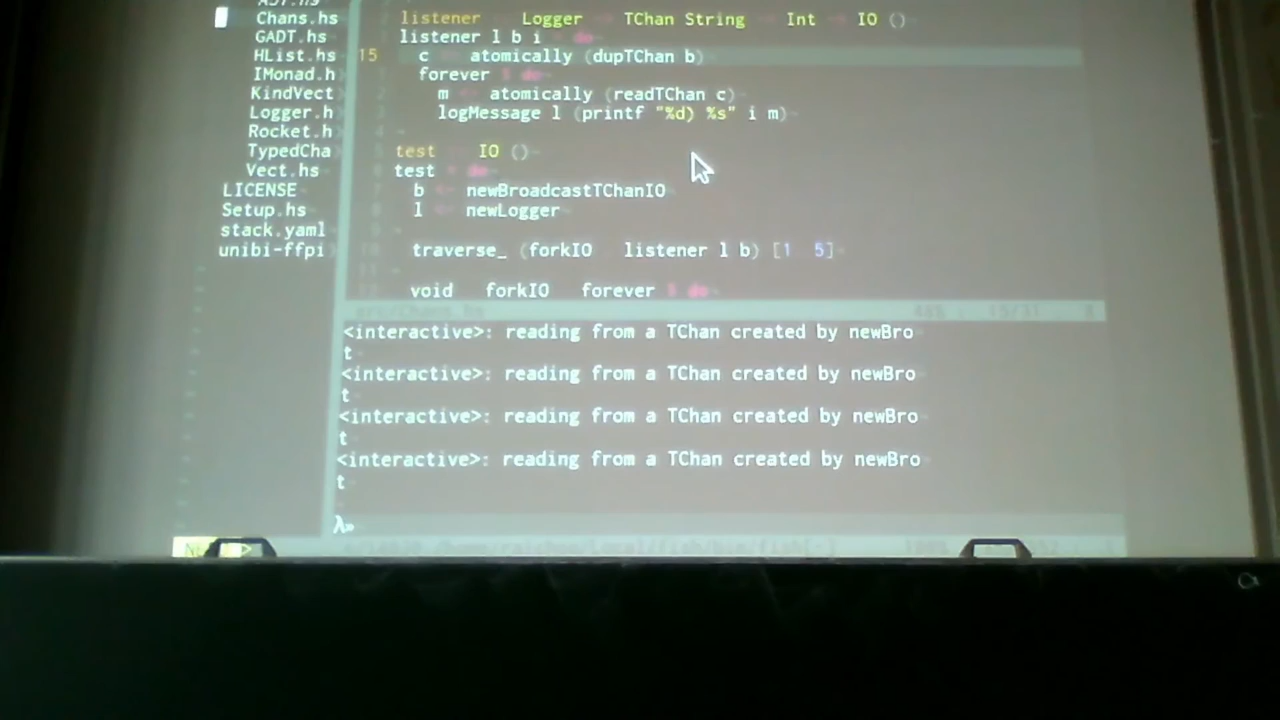 Chans.hs
GADT.hs
HList.hs
IMonad.h
KindVect
Logger.h
Rocket.h
TypedCha
Vect.hs
LICENSE
Setup.hs
stack.yaml
unibi-ffpi
listener Logger TChan String Int IO ()
listener l b i do
15 c atomically (dupTChan b)
forever $ do
m atomically (readTChan c)
logMessage l (printf "%d) %s" i m)
test IO ()
test = do
b newBroadcastTChanIO
l newLogger
traverse_ (forkIO listener l b) [1 5]
void forkIO forever $ do
<interactive>: reading from a TChan created by newBro
t
<interactive>: reading from a TChan created by newBro
t
<interactive>: reading from a TChan created by newBro
t
<interactive>: reading from a TChan created by newBro
t
λ»